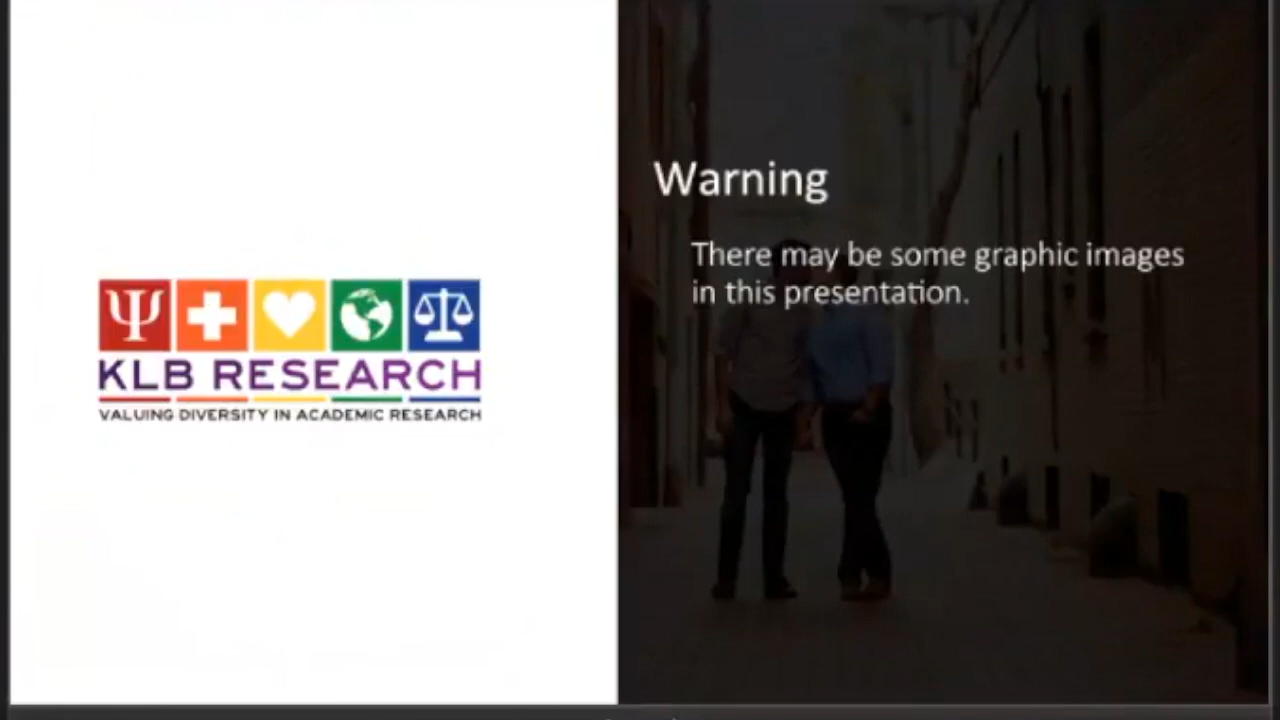 KLB RESEARCH
VALUING DIVERSITY IN ACADEMIC RESEARCH
Warning
There may be some graphic images
in this presentation.